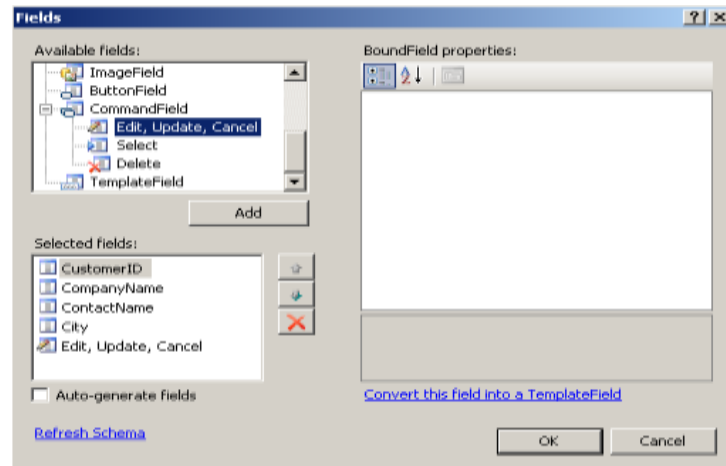 Fields
Available fields:
ImageField
ButtonField
CommandField
Edit, Update, Cancel
Select
Delete
TemplateField
Add
Selected fields:
CustomerID
CompanyName
ContactName
City
Edit, Update, Cancel
Auto-generate fields
Refresh Schema
BoundField properties:
Convert this field into a TemplateField
OK
Cancel